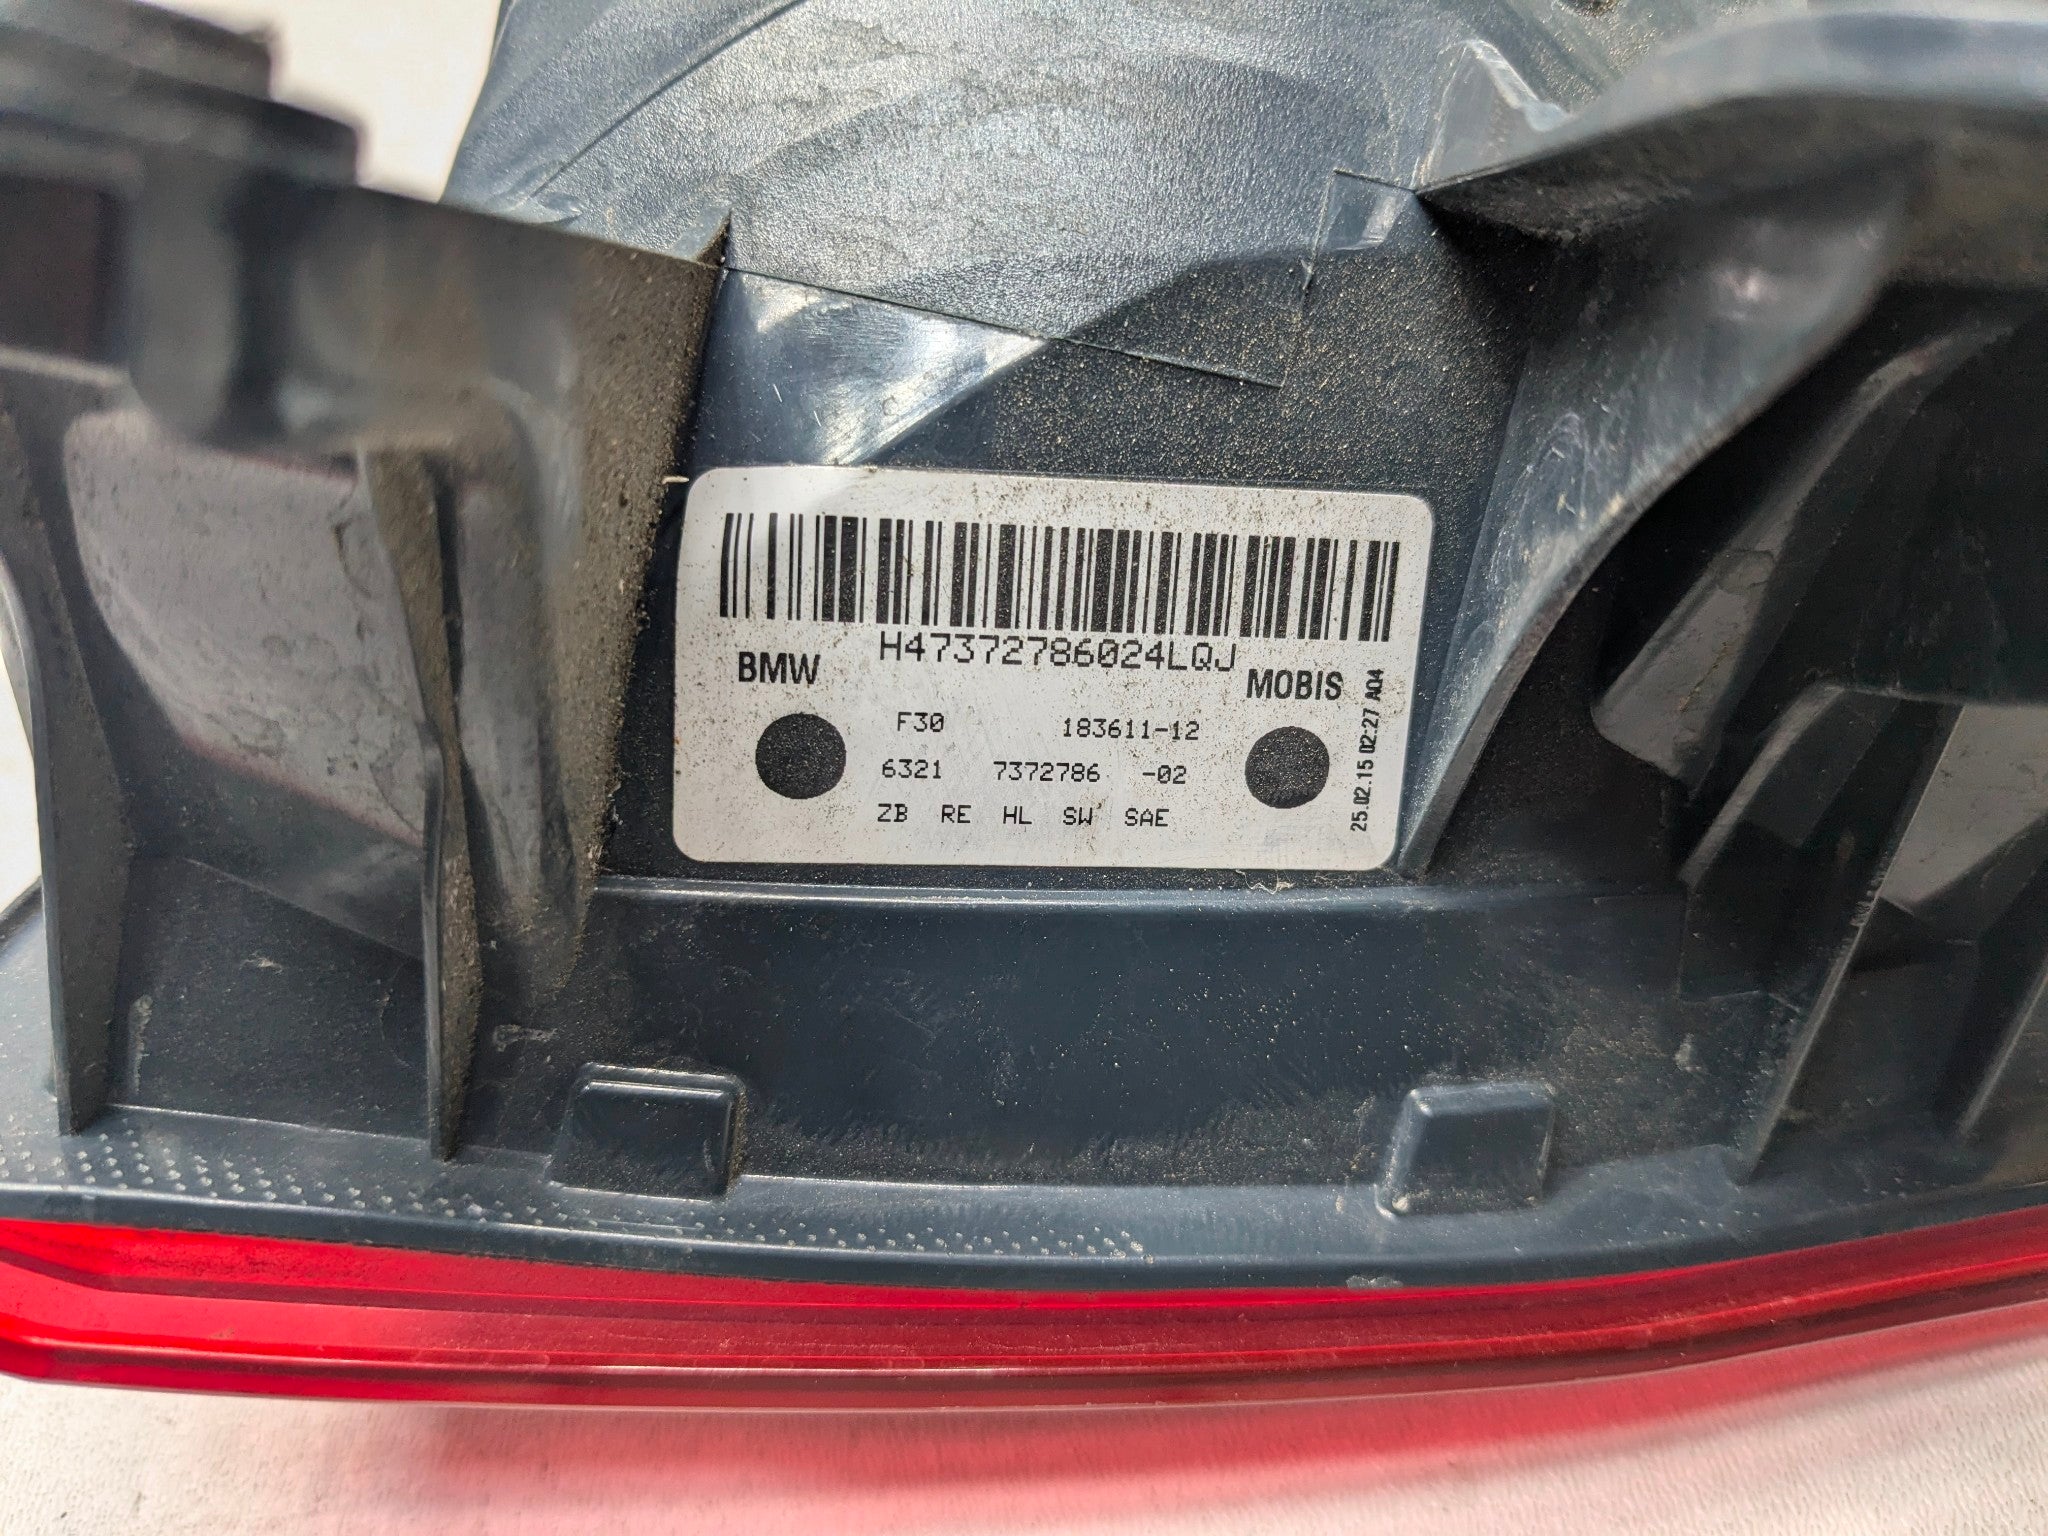 H47372786024LQJ
BMW
MOBIS
F30 183611-12
6321 7372786 -02
ZB RE HL SW SAE
25.02.15 02:27 A04